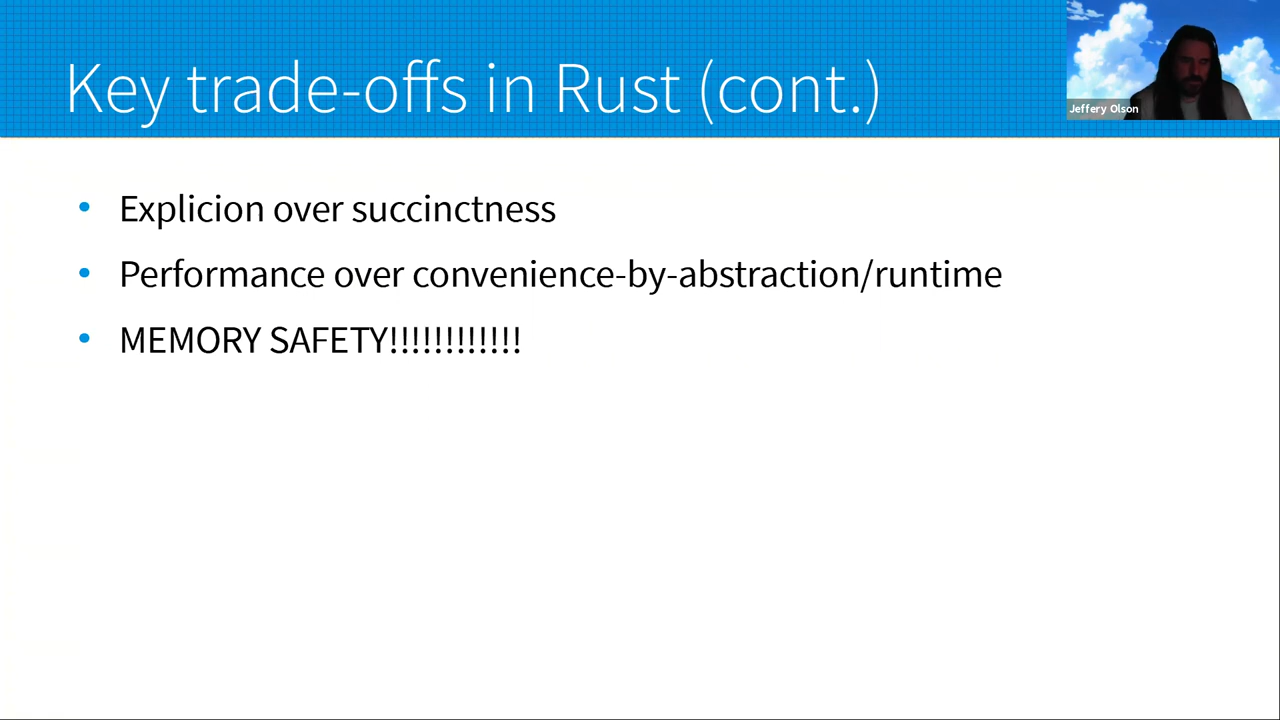 Key trade-offs in Rust (cont.)
Jeffery Olson
• Explicion over succinctness
• Performance over convenience-by-abstraction/runtime
• MEMORY SAFETY!!!!!!!!!!!!